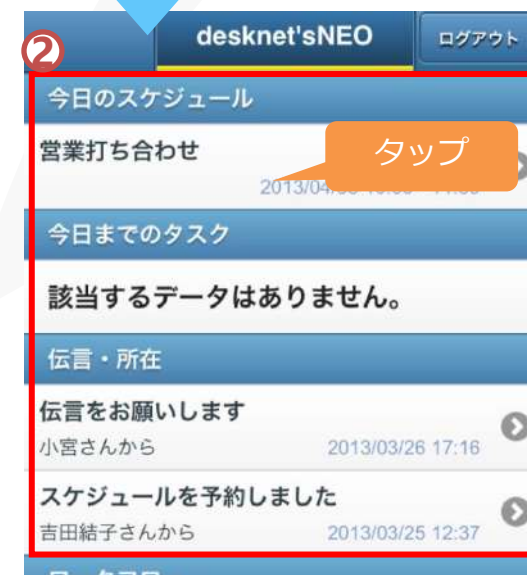 ② desknet'sNEO ログアウト
今日のスケジュール
営業打ち合わせ
タップ
今日までのタスク
該当するデータはありません。
伝言・所在
伝言をお願いします
小宮さんから 2013/03/26 17:16
スケジュールを予約しました
吉田結子さんから 2013/03/25 12:37